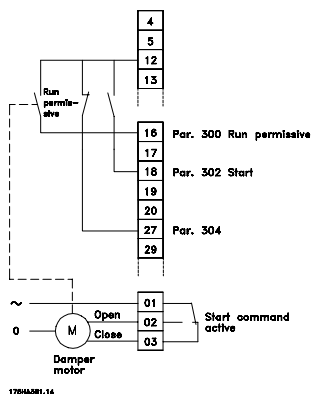 4
5
12
13
Run
permis-
sive
16 Par. 300 Run permissive
17
18 Par. 302 Start
19
20
27 Par. 304
29
~ 01
Open 02 Start command
active
0 M
Close 03
Damper
motor
175HA381.14